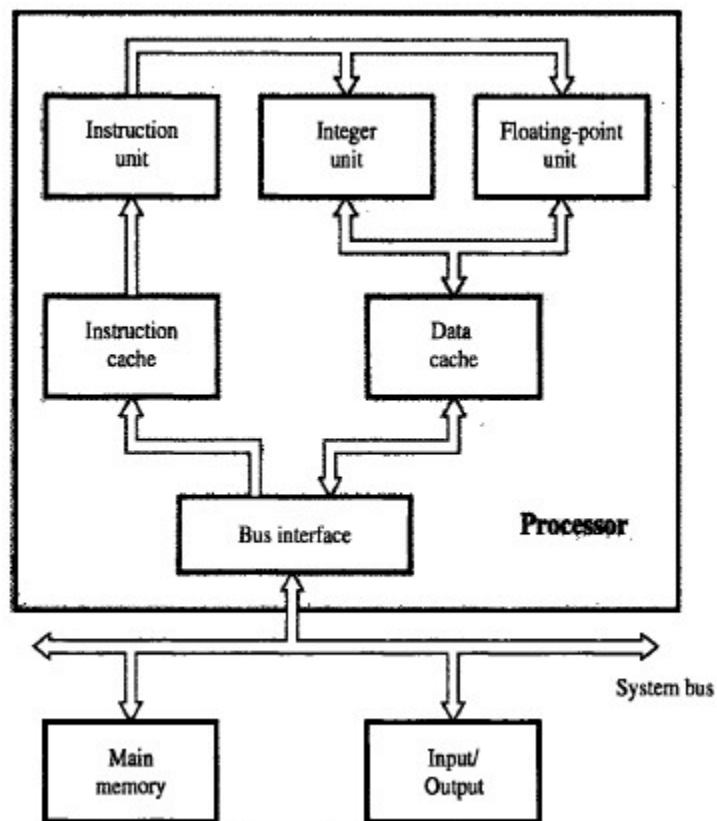 Instruction
unit
Integer
unit
Floating-point
unit
Instruction
cache
Data
cache
Bus interface
Processor
System bus
Main
memory
Input/
Output